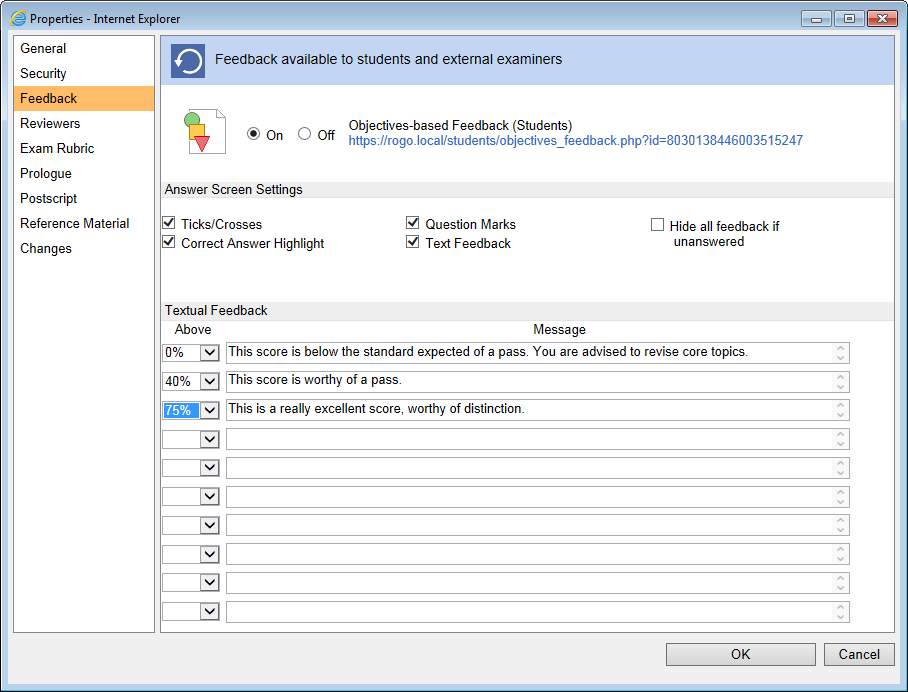 Properties - Internet Explorer
General
Security
Feedback
Reviewers
Exam Rubric
Prologue
Postscript
Reference Material
Changes
Feedback available to students and external examiners
On
Off
Objectives-based Feedback (Students)
https://rogo.local/students/objectives_feedback.php?id=8030138446003515247
Answer Screen Settings
Ticks/Crosses
Question Marks
Hide all feedback if
unanswered
Correct Answer Highlight
Text Feedback
Textual Feedback
Above Message
0% This score is below the standard expected of a pass. You are advised to revise core topics.
40% This score is worthy of a pass.
75% This is a really excellent score, worthy of distinction.
OK
Cancel